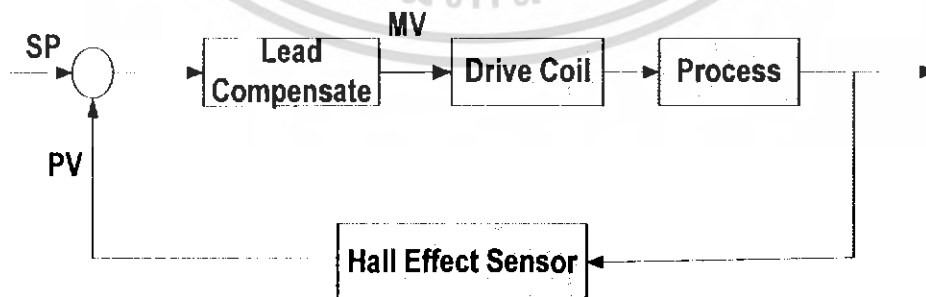 SP
MV
Lead
Compensate
Drive Coil
Process
PV
Hall Effect Sensor